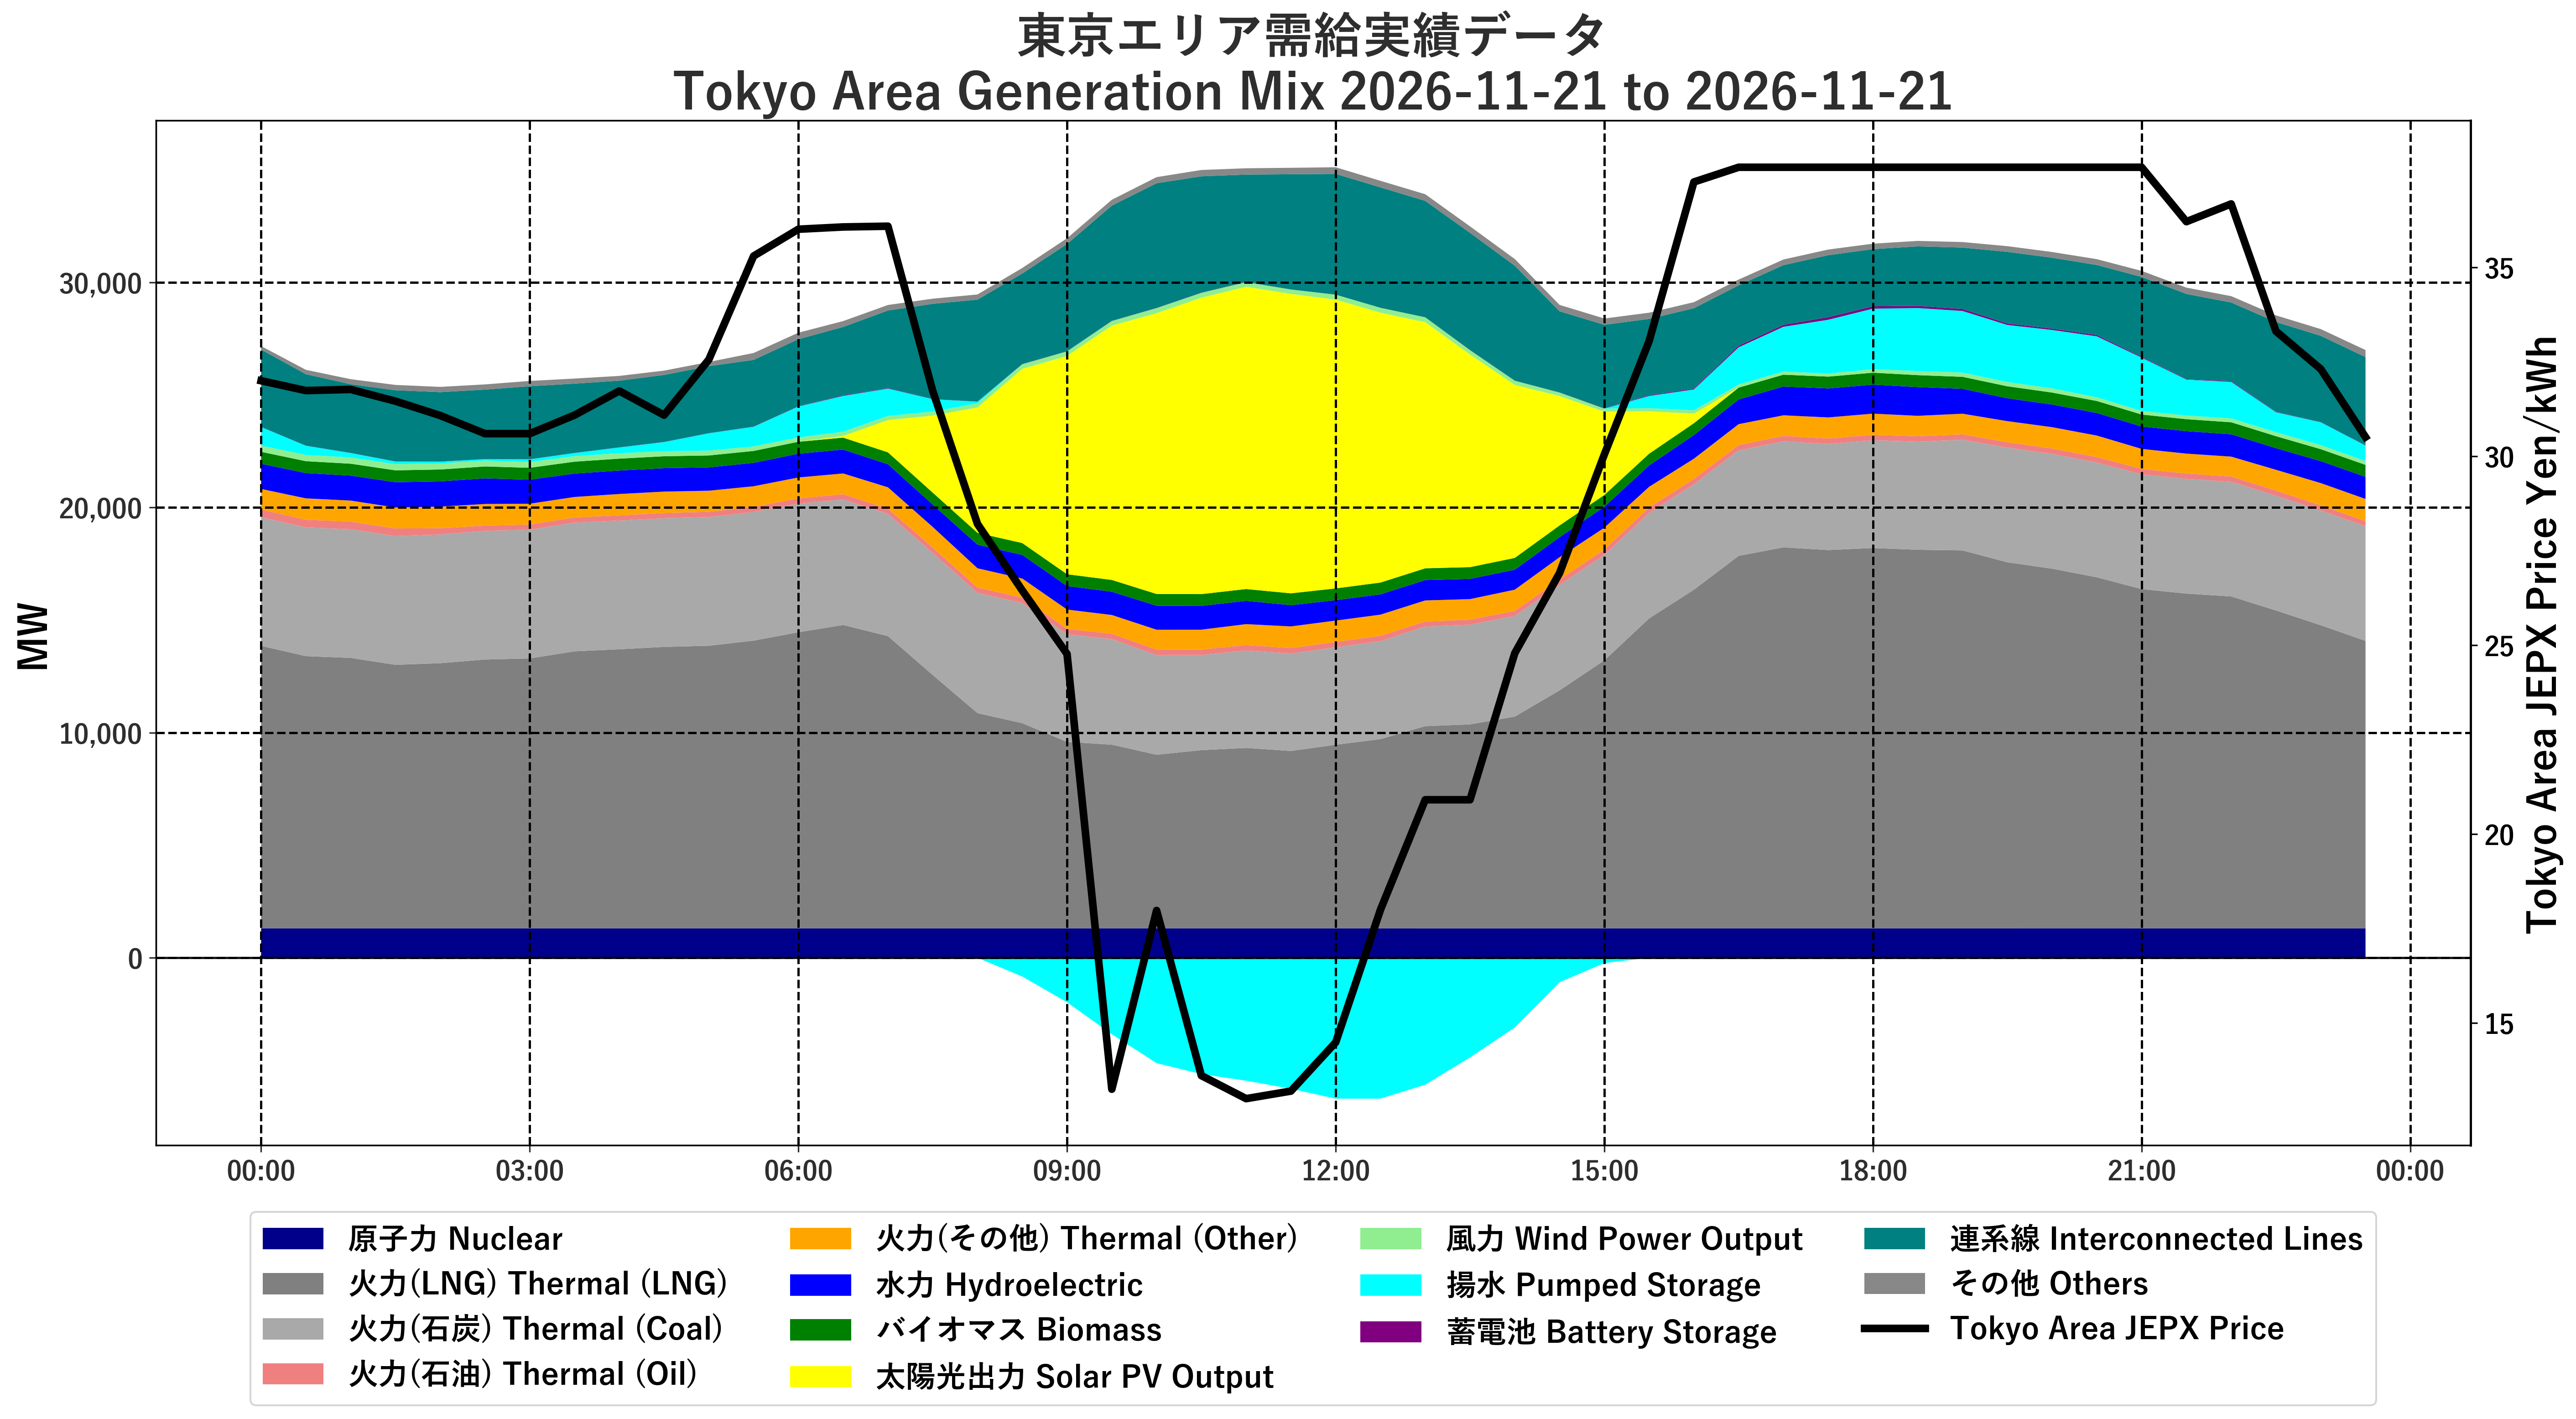 東京エリア需給実績データ
Tokyo Area Generation Mix 2026-11-21 to 2026-11-21
MW
30,000
20,000
10,000
0
35
30
25
20
15
Tokyo Area JEPX Price Yen/kWh
00:00 03:00 06:00 09:00 12:00 15:00 18:00 21:00 00:00
原子力 Nuclear
火力(LNG) Thermal (LNG)
火力(石炭) Thermal (Coal)
火力(石油) Thermal (Oil)
火力(その他) Thermal (Other)
水力 Hydroelectric
バイオマス Biomass
太陽光出力 Solar PV Output
風力 Wind Power Output
揚水 Pumped Storage
蓄電池 Battery Storage
連系線 Interconnected Lines
その他 Others
Tokyo Area JEPX Price